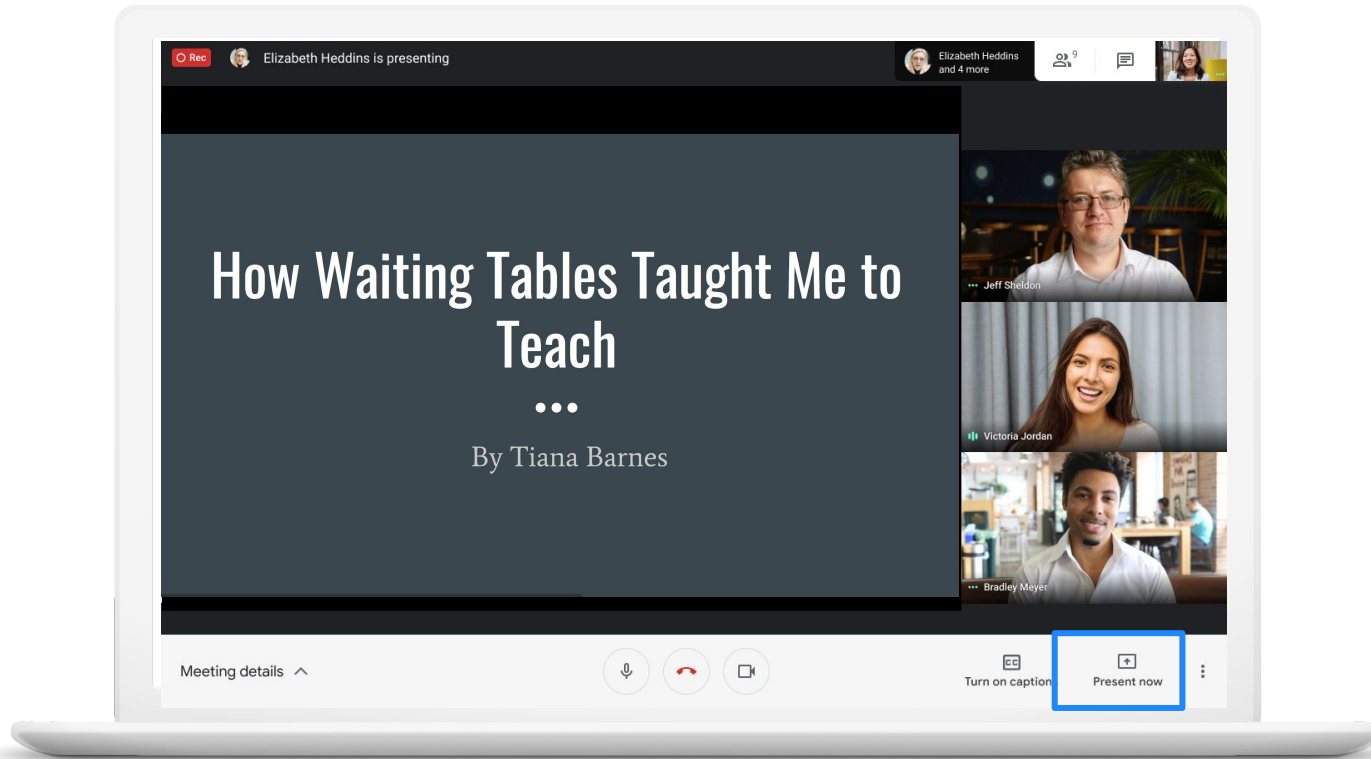 Rec
Elizabeth Heddins is presenting
Elizabeth Heddins
and 4 more
9
How Waiting Tables Taught Me to
Teach
By Tiana Barnes
Jeff Sheldon
Victoria Jordan
Bradley Meyer
Meeting details
CC
Turn on caption
Present now